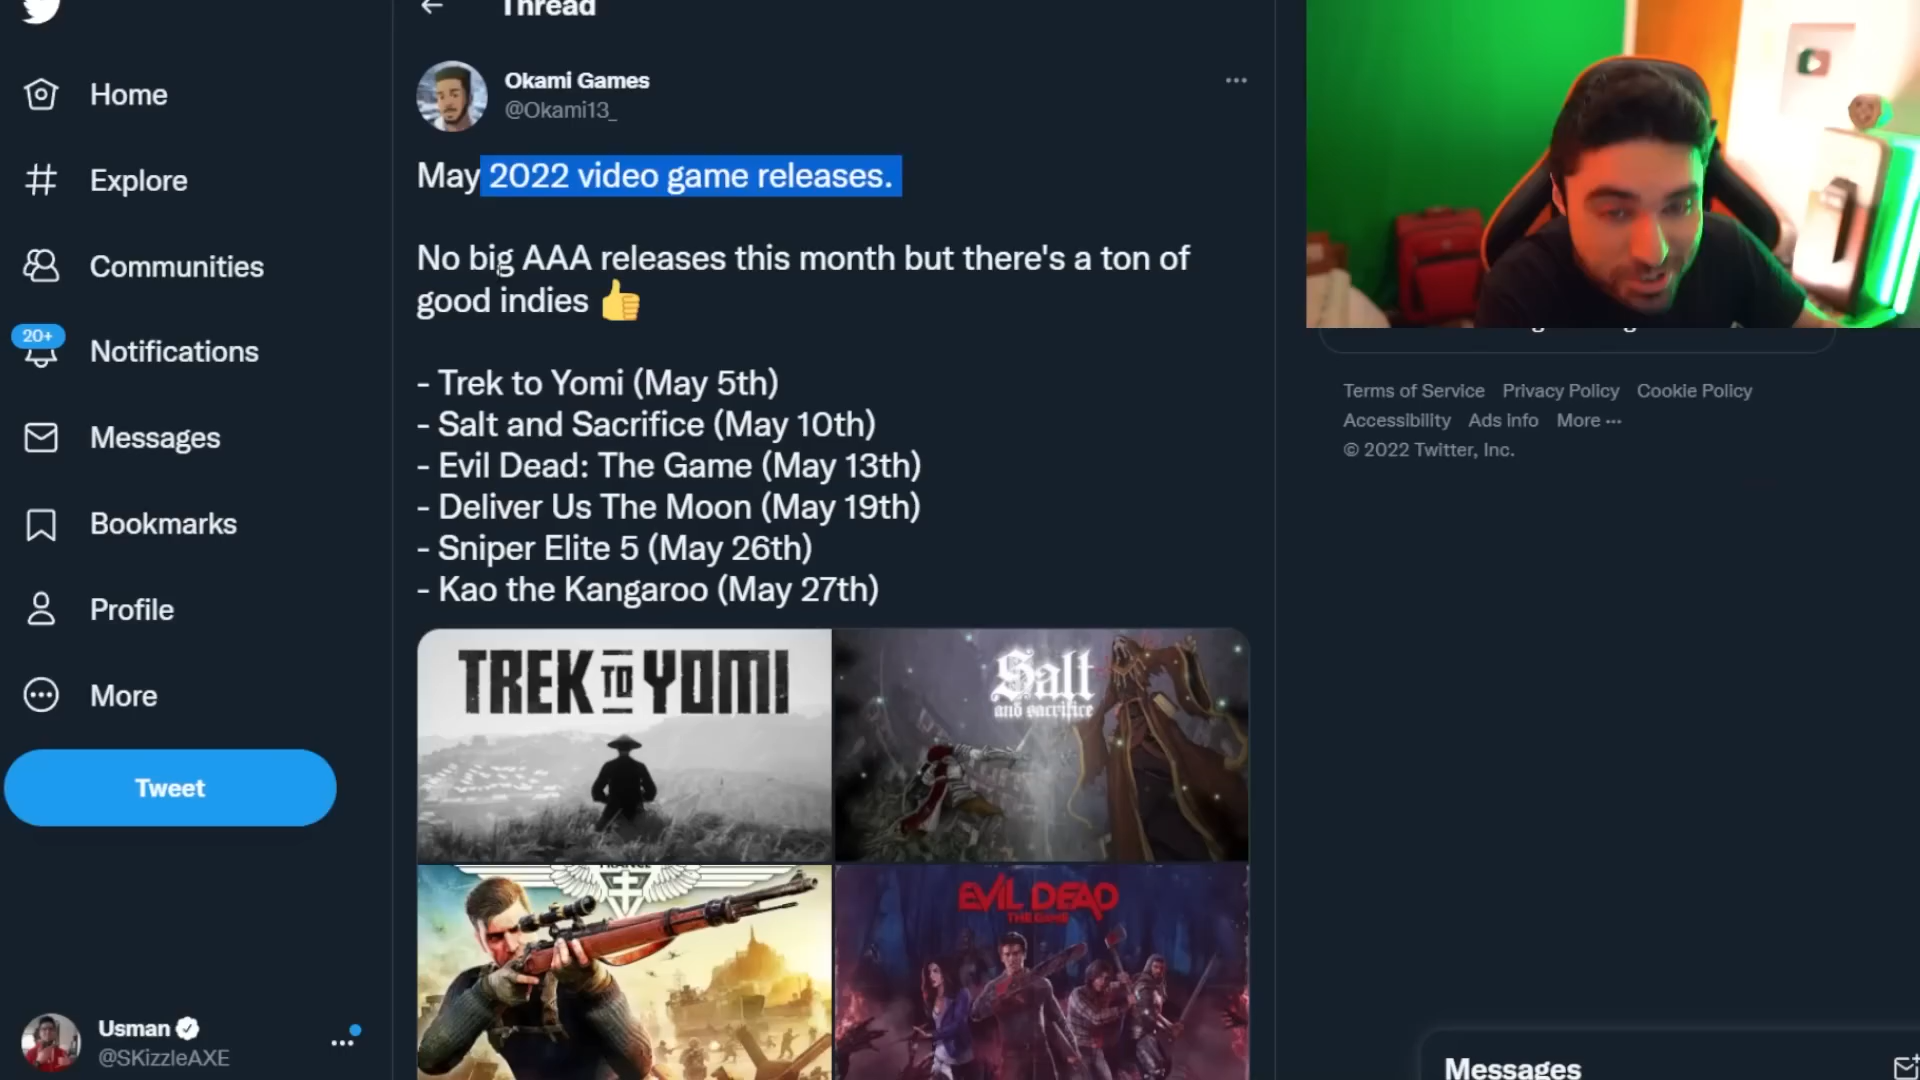 Thread
Home
Explore
Communities
20+
Notifications
Messages
Bookmarks
Profile
More
Tweet
Usman
@SKizzleAXE
Okami Games
@Okami13_
May 2022 video game releases.
No big AAA releases this month but there's a ton of
good indies 👍
- Trek to Yomi (May 5th)
- Salt and Sacrifice (May 10th)
- Evil Dead: The Game (May 13th)
- Deliver Us The Moon (May 19th)
- Sniper Elite 5 (May 26th)
- Kao the Kangaroo (May 27th)
TREK TO YOMI
Salt
and sacrifice
FRANCE
EVIL DEAD
THE GAME
Terms of Service Privacy Policy Cookie Policy
Accessibility Ads info More ···
© 2022 Twitter, Inc.
Messages